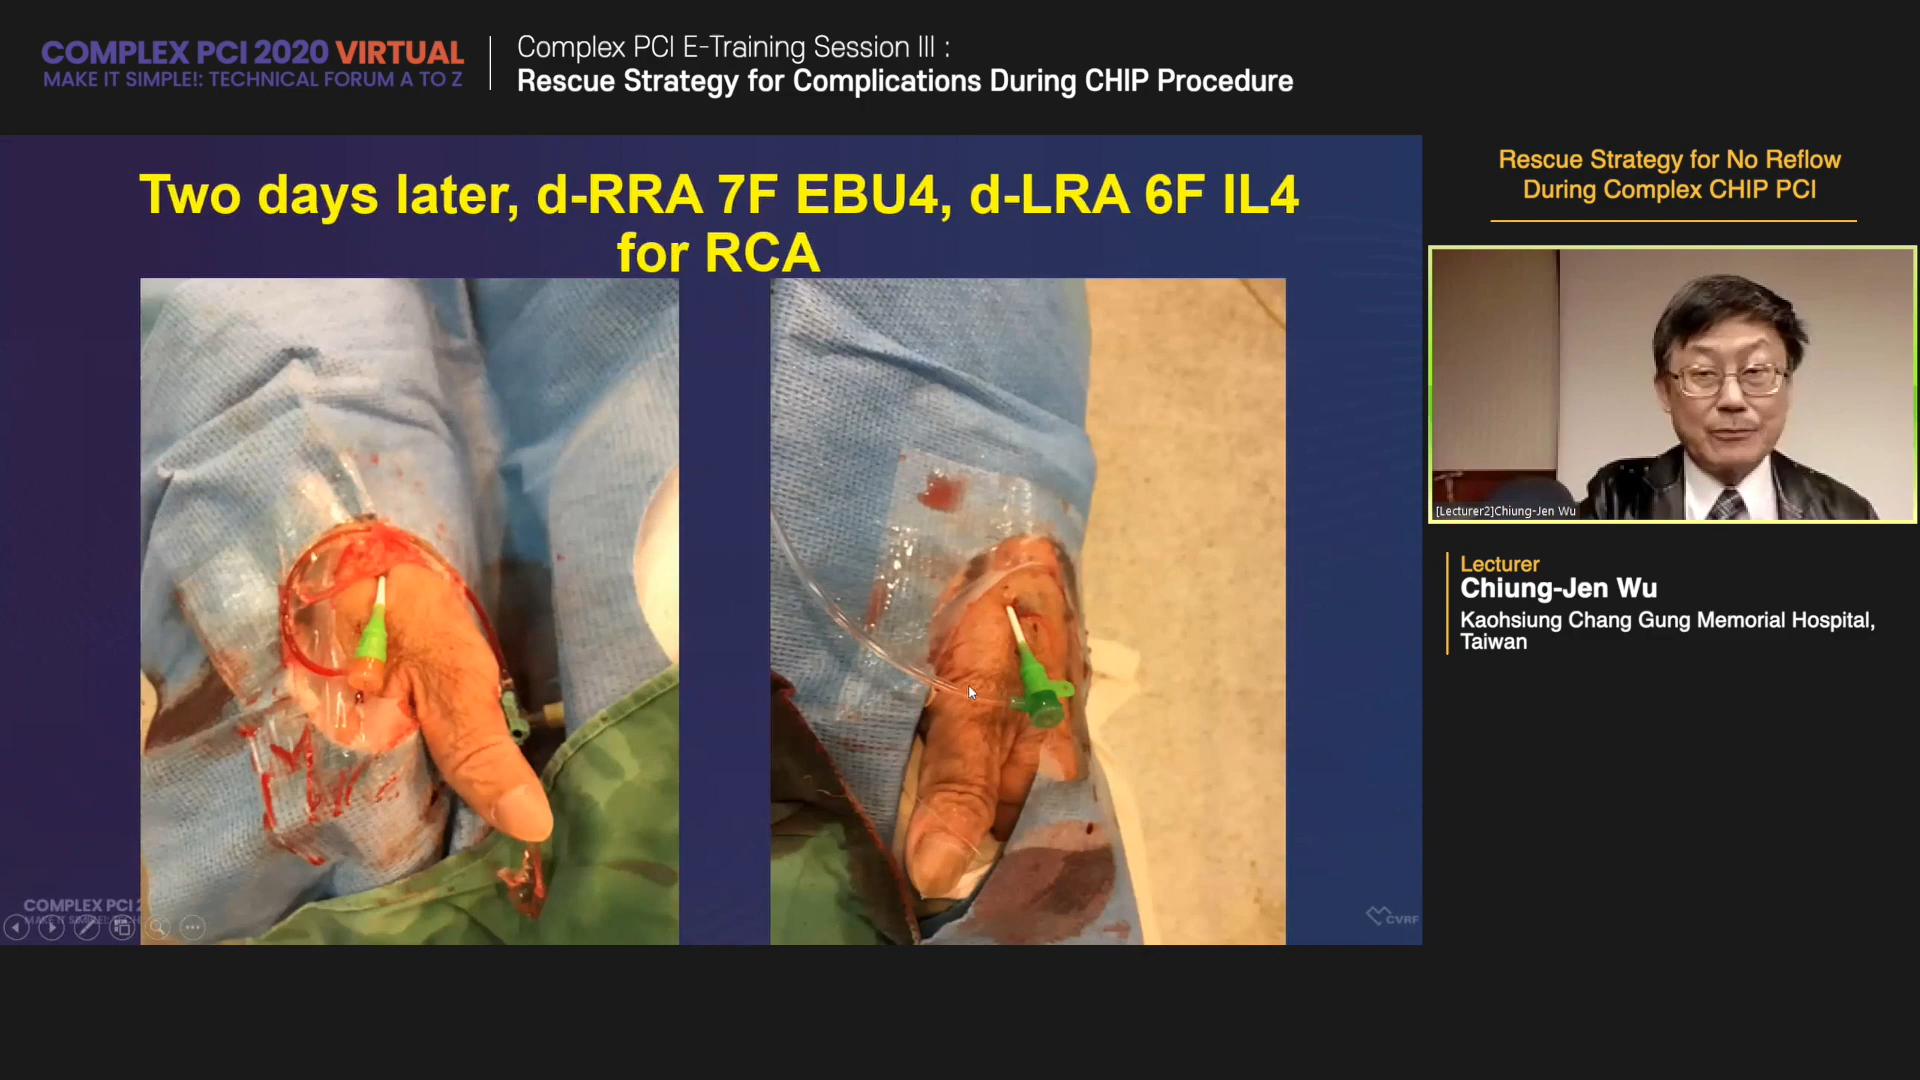 COMPLEX PCI 2020 VIRTUAL
MAKE IT SIMPLE!: TECHNICAL FORUM A TO Z
Complex PCI E-Training Session III :
Rescue Strategy for Complications During CHIP Procedure
Two days later, d-RRA 7F EBU4, d-LRA 6F IL4
for RCA
COMPLEX PCI 2
CVRF
Rescue Strategy for No Reflow
During Complex CHIP PCI
[Lecturer2]Chiung-Jen Wu
Lecturer
Chiung-Jen Wu
Kaohsiung Chang Gung Memorial Hospital,
Taiwan